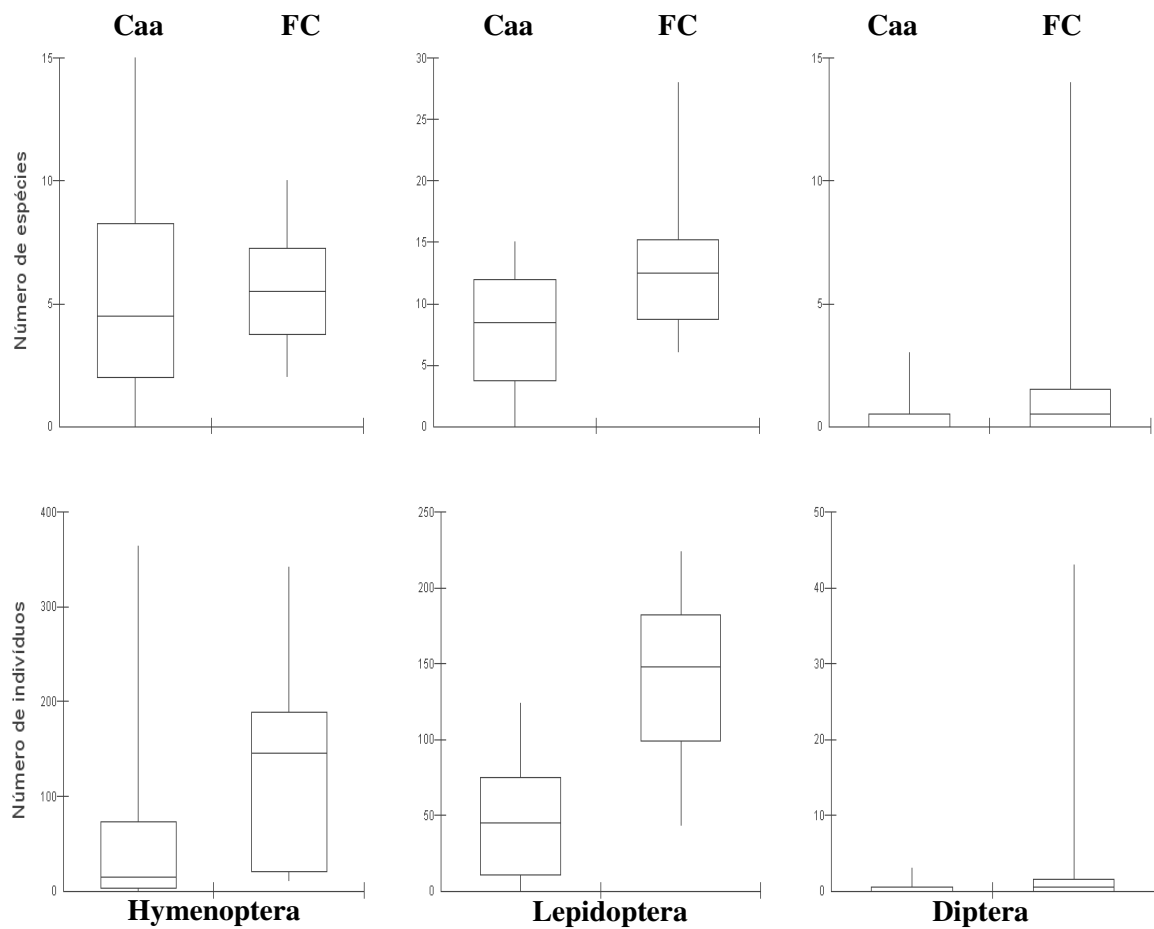 Caa FC Caa FC
15 10 5 0
30 25 20 15 10 5 0
15 10 5 0
Número de espécies
400 300 200 100 0
250 200 150 100 50 0
50 40 30 20 10 0
Número de indivíduos
Hymenoptera Lepidoptera Diptera